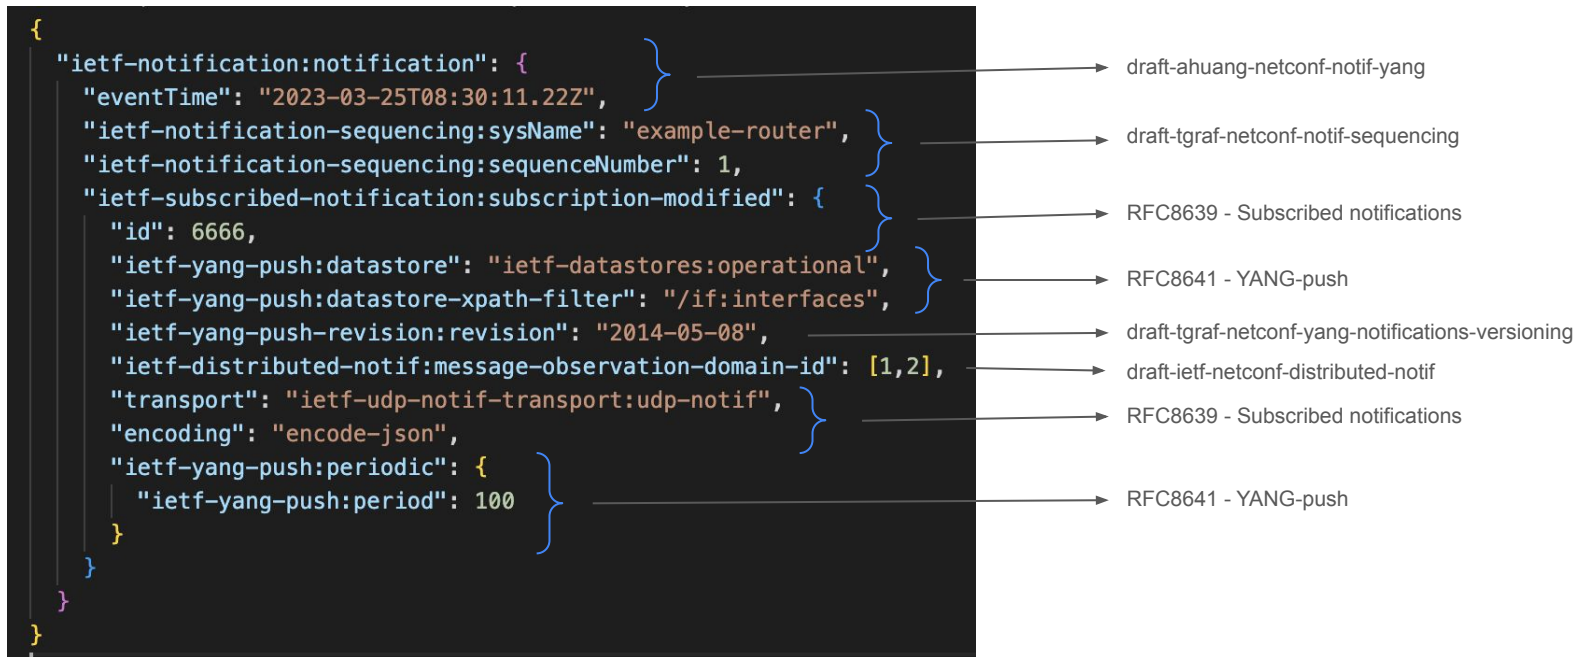 {
"ietf-notification:notification": {
draft-ahuang-netconf-notif-yang
"eventTime": "2023-03-25T08:30:11.22Z",
"ietf-notification-sequencing:sysName": "example-router",
draft-tgraf-netconf-notif-sequencing
"ietf-notification-sequencing:sequenceNumber": 1,
"ietf-subscribed-notification:subscription-modified": {
RFC8639 - Subscribed notifications
"id": 6666,
"ietf-yang-push:datastore": "ietf-datastores:operational",
RFC8641 - YANG-push
"ietf-yang-push:datastore-xpath-filter": "/if:interfaces",
"ietf-yang-push-revision:revision": "2014-05-08",
draft-tgraf-netconf-yang-notifications-versioning
"ietf-distributed-notif:message-observation-domain-id": [1,2],
draft-ietf-netconf-distributed-notif
"transport": "ietf-udp-notif-transport:udp-notif",
RFC8639 - Subscribed notifications
"encoding": "encode-json",
"ietf-yang-push:periodic": {
"ietf-yang-push:period": 100
RFC8641 - YANG-push
}
}
}
}